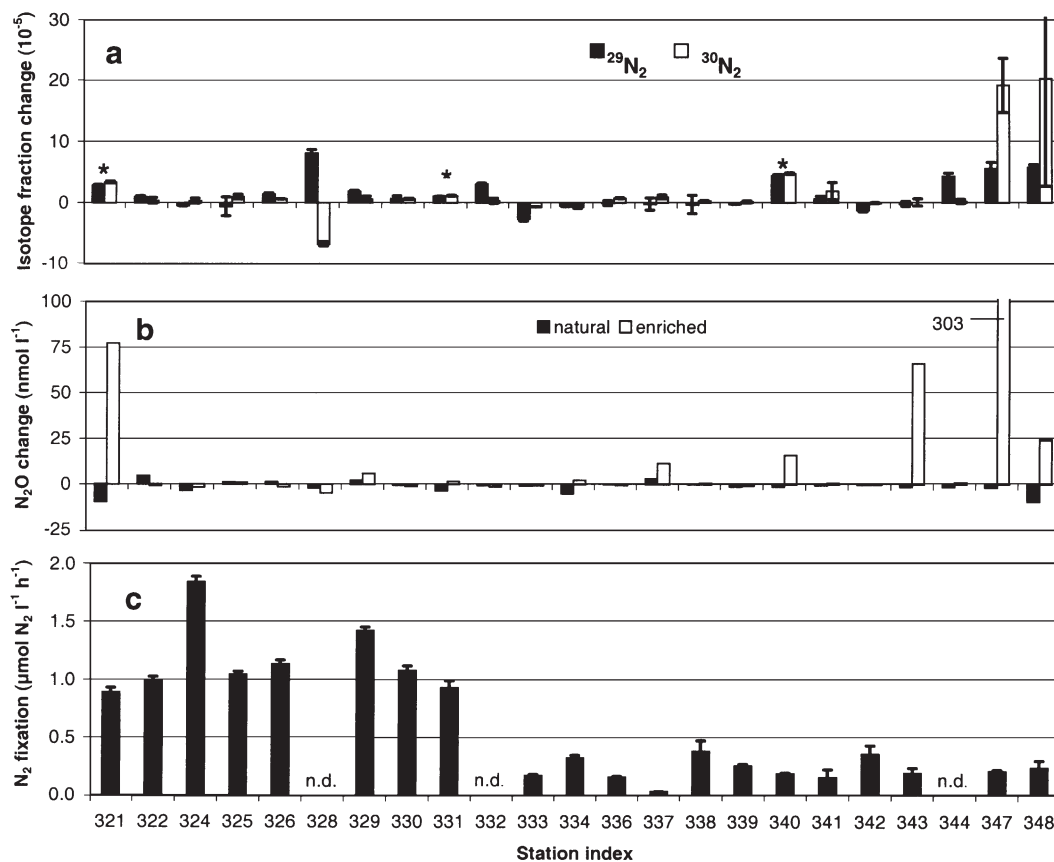 a
²⁹N₂ ³⁰N₂
Isotope fraction change (10⁻⁵)
30
20
10
0
-10
* * *
b
natural enriched
303
N₂O change (nmol l⁻¹)
100
75
50
25
0
-25
c
N₂ fixation (µmol N₂ l⁻¹ h⁻¹)
2.0
1.5
1.0
0.5
0.0
n.d. n.d. n.d.
321 322 324 325 326 328 329 330 331 332 333 334 336 337 338 339 340 341 342 343 344 347 348
Station index